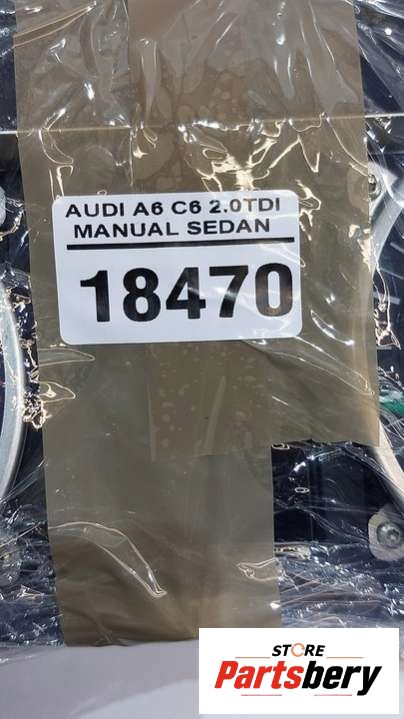 AUDI A6 C6 2.0TDI
MANUAL SEDAN
18470
STORE
Partsbery